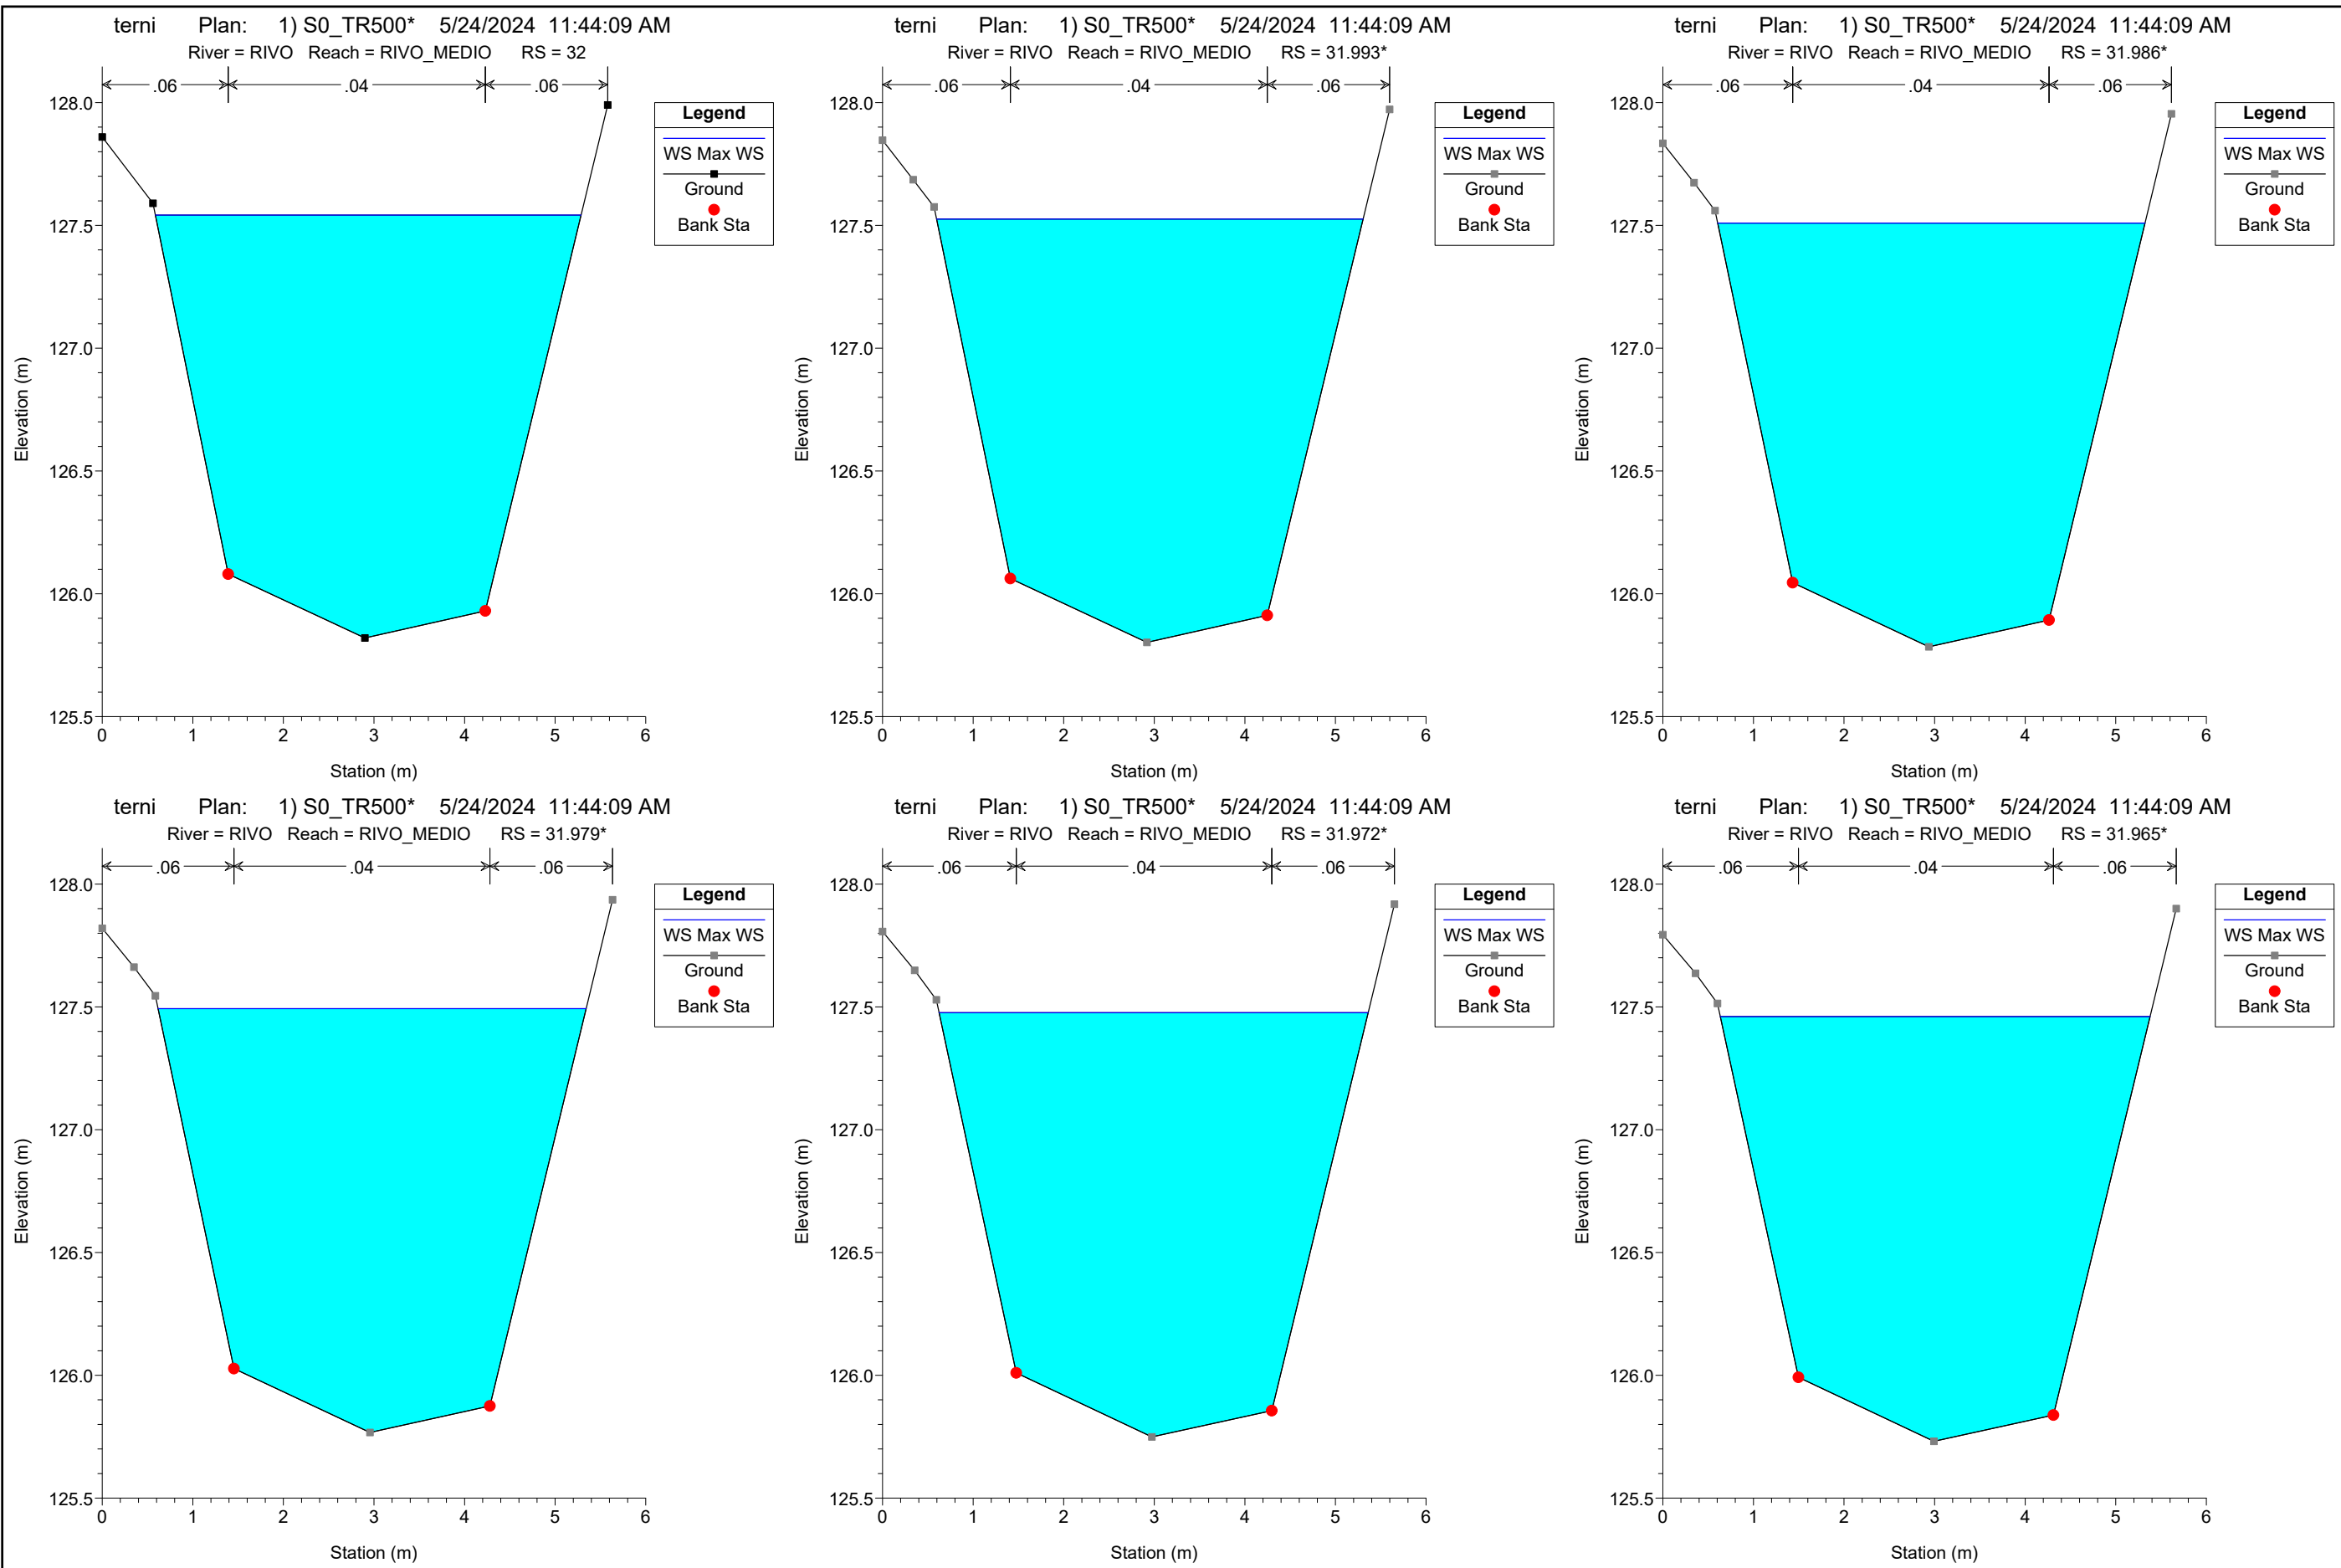 terni Plan: 1) S0_TR500* 5/24/2024 11:44:09 AM
River = RIVO Reach = RIVO_MEDIO RS = 32
.06 .04 .06
128.0
127.5
127.0
126.5
126.0
125.5
Elevation (m)
0 1 2 3 4 5 6
Station (m)
Legend
WS Max WS
Ground
Bank Sta
terni Plan: 1) S0_TR500* 5/24/2024 11:44:09 AM
River = RIVO Reach = RIVO_MEDIO RS = 31.993*
.06 .04 .06
128.0
127.5
127.0
126.5
126.0
125.5
Elevation (m)
0 1 2 3 4 5 6
Station (m)
Legend
WS Max WS
Ground
Bank Sta
terni Plan: 1) S0_TR500* 5/24/2024 11:44:09 AM
River = RIVO Reach = RIVO_MEDIO RS = 31.986*
.06 .04 .06
128.0
127.5
127.0
126.5
126.0
125.5
Elevation (m)
0 1 2 3 4 5 6
Station (m)
Legend
WS Max WS
Ground
Bank Sta
terni Plan: 1) S0_TR500* 5/24/2024 11:44:09 AM
River = RIVO Reach = RIVO_MEDIO RS = 31.979*
.06 .04 .06
128.0
127.5
127.0
126.5
126.0
125.5
Elevation (m)
0 1 2 3 4 5 6
Station (m)
Legend
WS Max WS
Ground
Bank Sta
terni Plan: 1) S0_TR500* 5/24/2024 11:44:09 AM
River = RIVO Reach = RIVO_MEDIO RS = 31.972*
.06 .04 .06
128.0
127.5
127.0
126.5
126.0
125.5
Elevation (m)
0 1 2 3 4 5 6
Station (m)
Legend
WS Max WS
Ground
Bank Sta
terni Plan: 1) S0_TR500* 5/24/2024 11:44:09 AM
River = RIVO Reach = RIVO_MEDIO RS = 31.965*
.06 .04 .06
128.0
127.5
127.0
126.5
126.0
125.5
Elevation (m)
0 1 2 3 4 5 6
Station (m)
Legend
WS Max WS
Ground
Bank Sta